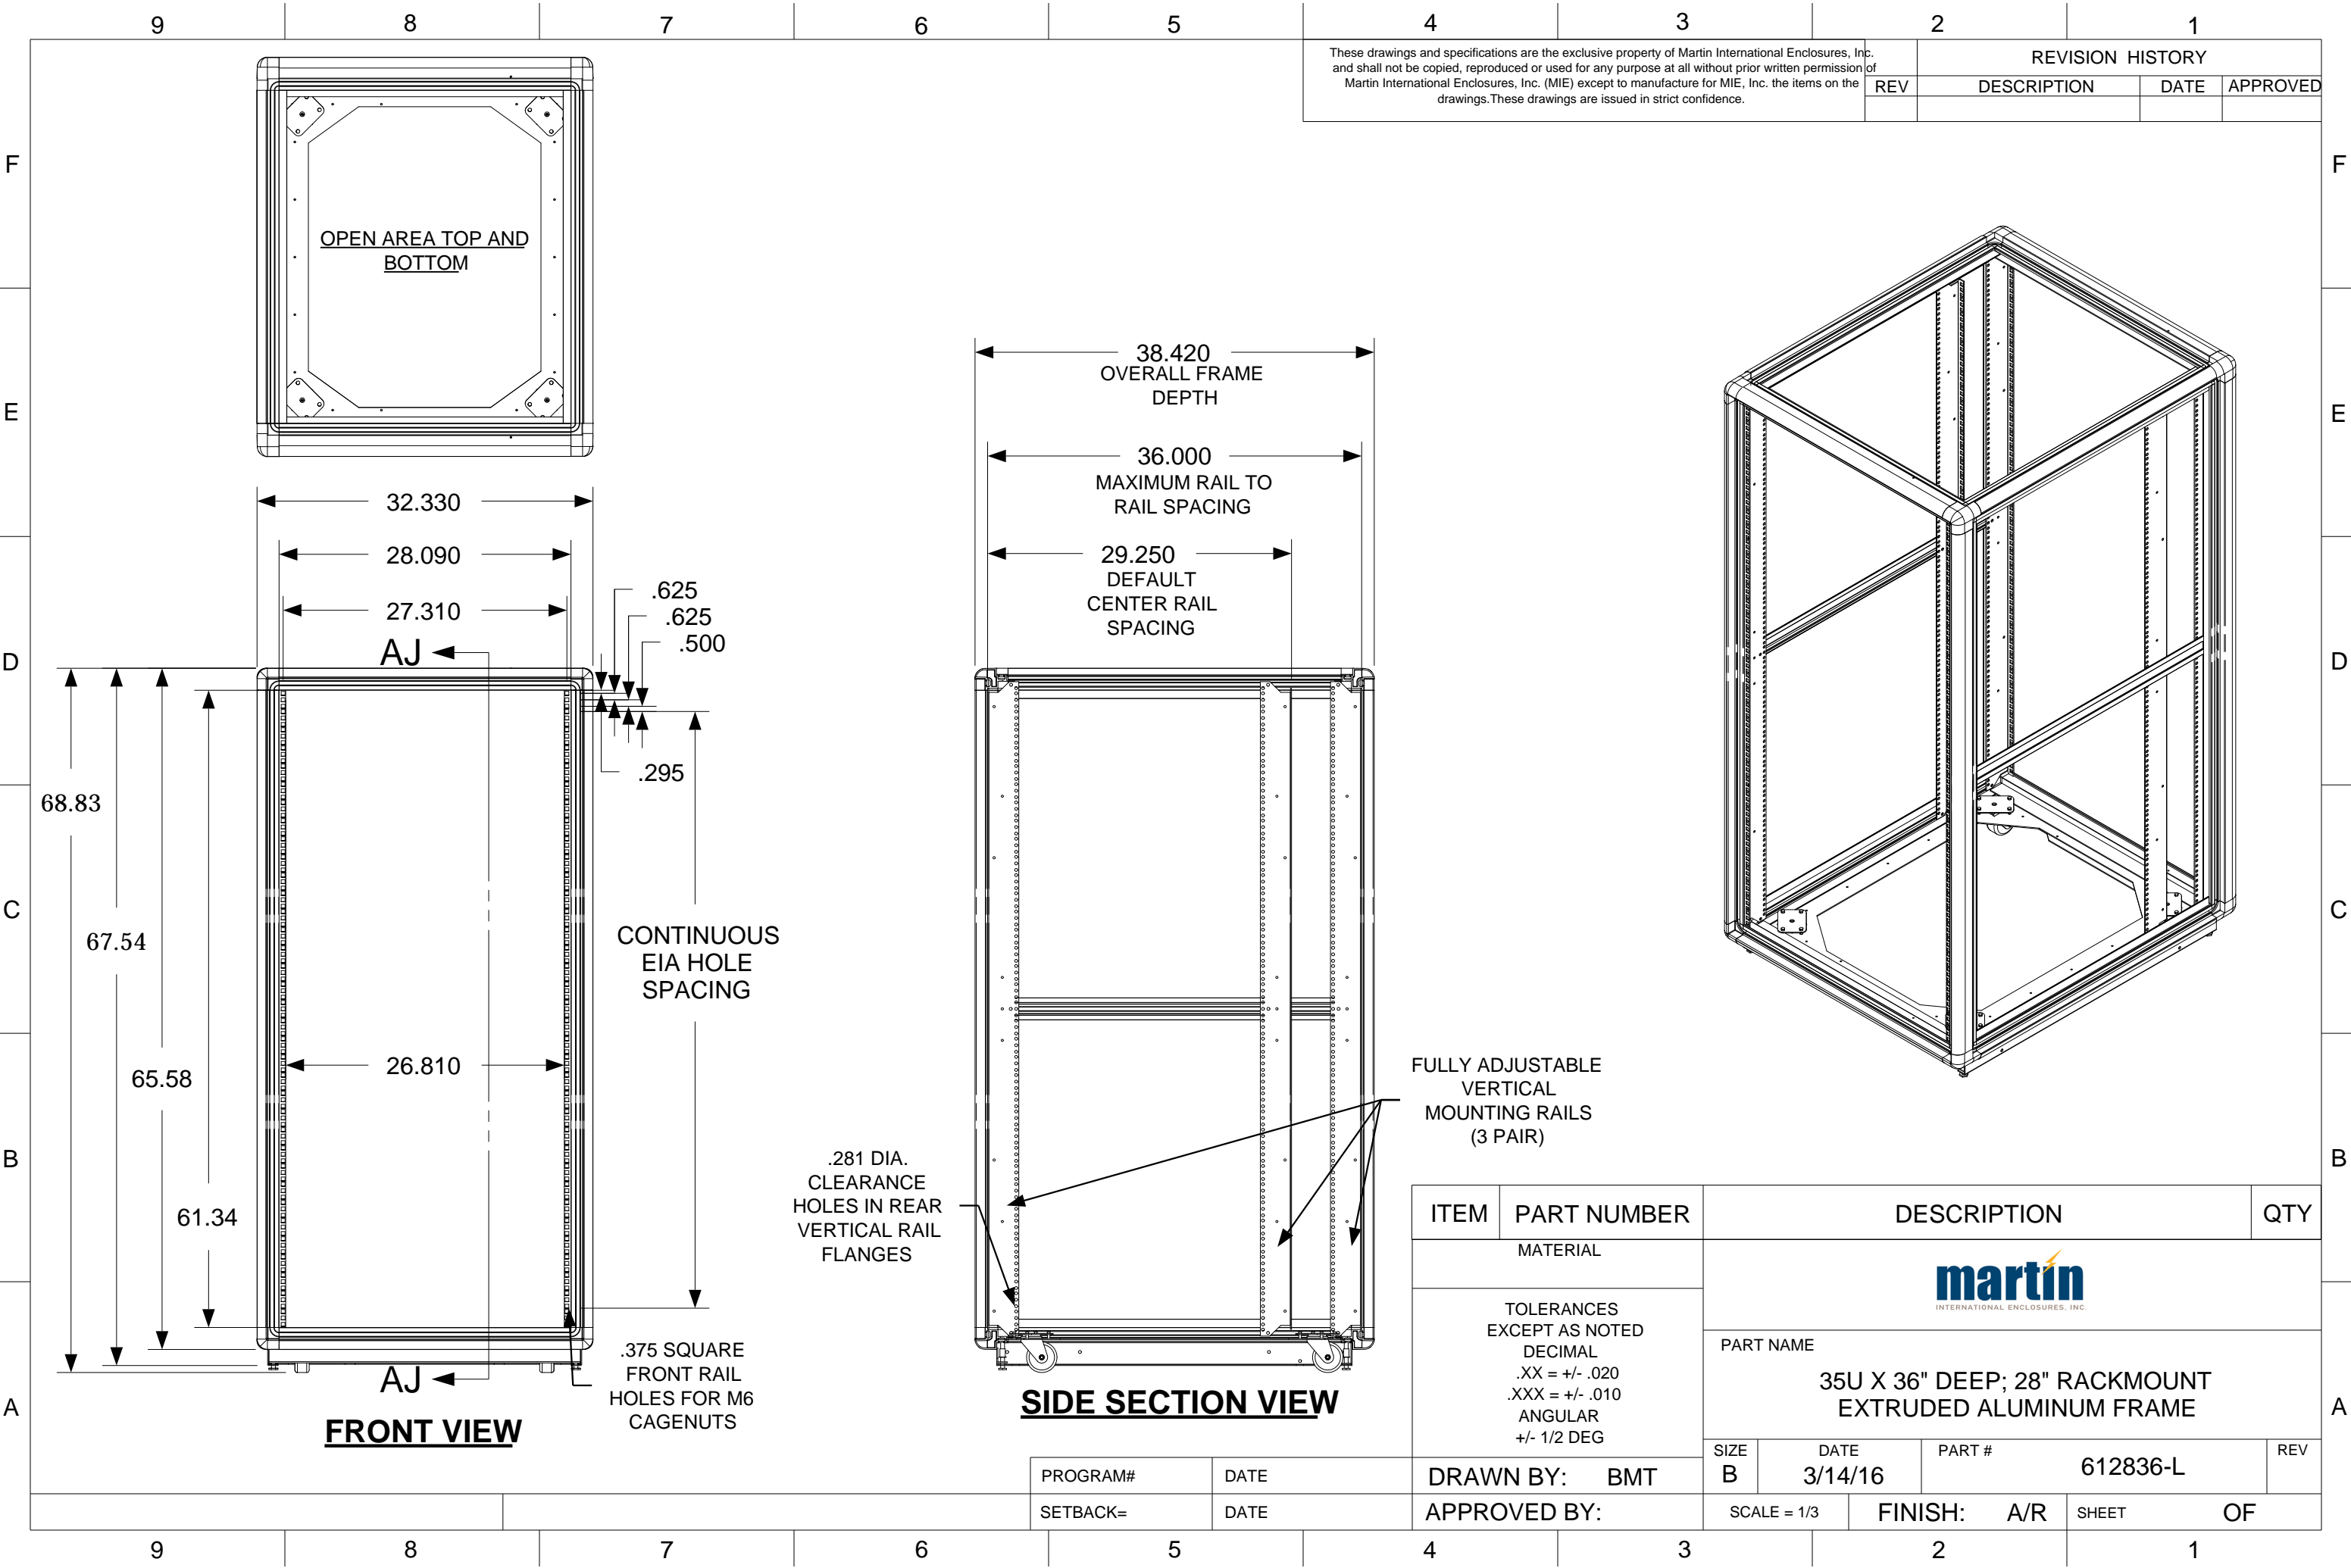 9 8 7 6 5 4 3 2 1
These drawings and specifications are the exclusive property of Martin International Enclosures, Inc.
and shall not be copied, reproduced or used for any purpose at all without prior written permission of
Martin International Enclosures, Inc. (MIE) except to manufacture for MIE, Inc. the items on the
drawings.These drawings are issued in strict confidence.
REVISION HISTORY
REV DESCRIPTION DATE APPROVED
F F
E E
D D
C C
B B
A A
OPEN AREA TOP AND
BOTTOM
32.330
28.090
27.310
.625
.625
.500
.295
AJ
68.83
67.54
65.58
61.34
26.810
CONTINUOUS
EIA HOLE
SPACING
.375 SQUARE
FRONT RAIL
HOLES FOR M6
CAGENUTS
AJ
FRONT VIEW
38.420
OVERALL FRAME
DEPTH
36.000
MAXIMUM RAIL TO
RAIL SPACING
29.250
DEFAULT
CENTER RAIL
SPACING
.281 DIA.
CLEARANCE
HOLES IN REAR
VERTICAL RAIL
FLANGES
FULLY ADJUSTABLE
VERTICAL
MOUNTING RAILS
(3 PAIR)
SIDE SECTION VIEW
ITEM PART NUMBER DESCRIPTION QTY
MATERIAL
TOLERANCES
EXCEPT AS NOTED
DECIMAL
.XX = +/- .020
.XXX = +/- .010
ANGULAR
+/- 1/2 DEG
martin
INTERNATIONAL ENCLOSURES, INC.
PART NAME
35U X 36" DEEP; 28" RACKMOUNT
EXTRUDED ALUMINUM FRAME
SIZE DATE PART # REV
B 3/14/16 612836-L
PROGRAM# DATE
DRAWN BY: BMT
SETBACK= DATE
APPROVED BY:
SCALE = 1/3 FINISH: A/R SHEET OF
9 8 7 6 5 4 3 2 1